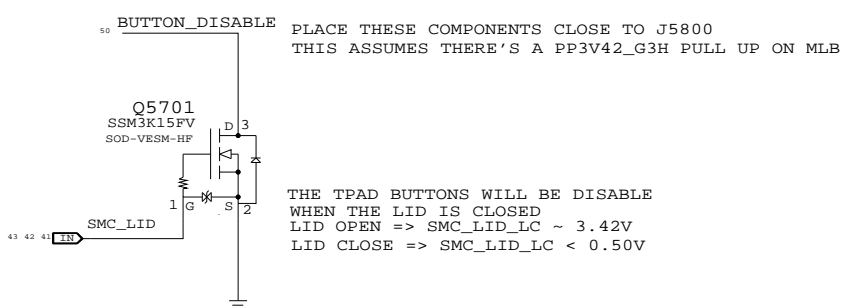 50 BUTTON_DISABLE
PLACE THESE COMPONENTS CLOSE TO J5800
THIS ASSUMES THERE'S A PP3V42_G3H PULL UP ON MLB
Q5701
SSM3K15FV
SOD-VESM-HF
D 3
1 G S 2
SMC_LID
43 42 41 IN
THE TPAD BUTTONS WILL BE DISABLE
WHEN THE LID IS CLOSED
LID OPEN => SMC_LID_LC ~ 3.42V
LID CLOSE => SMC_LID_LC < 0.50V